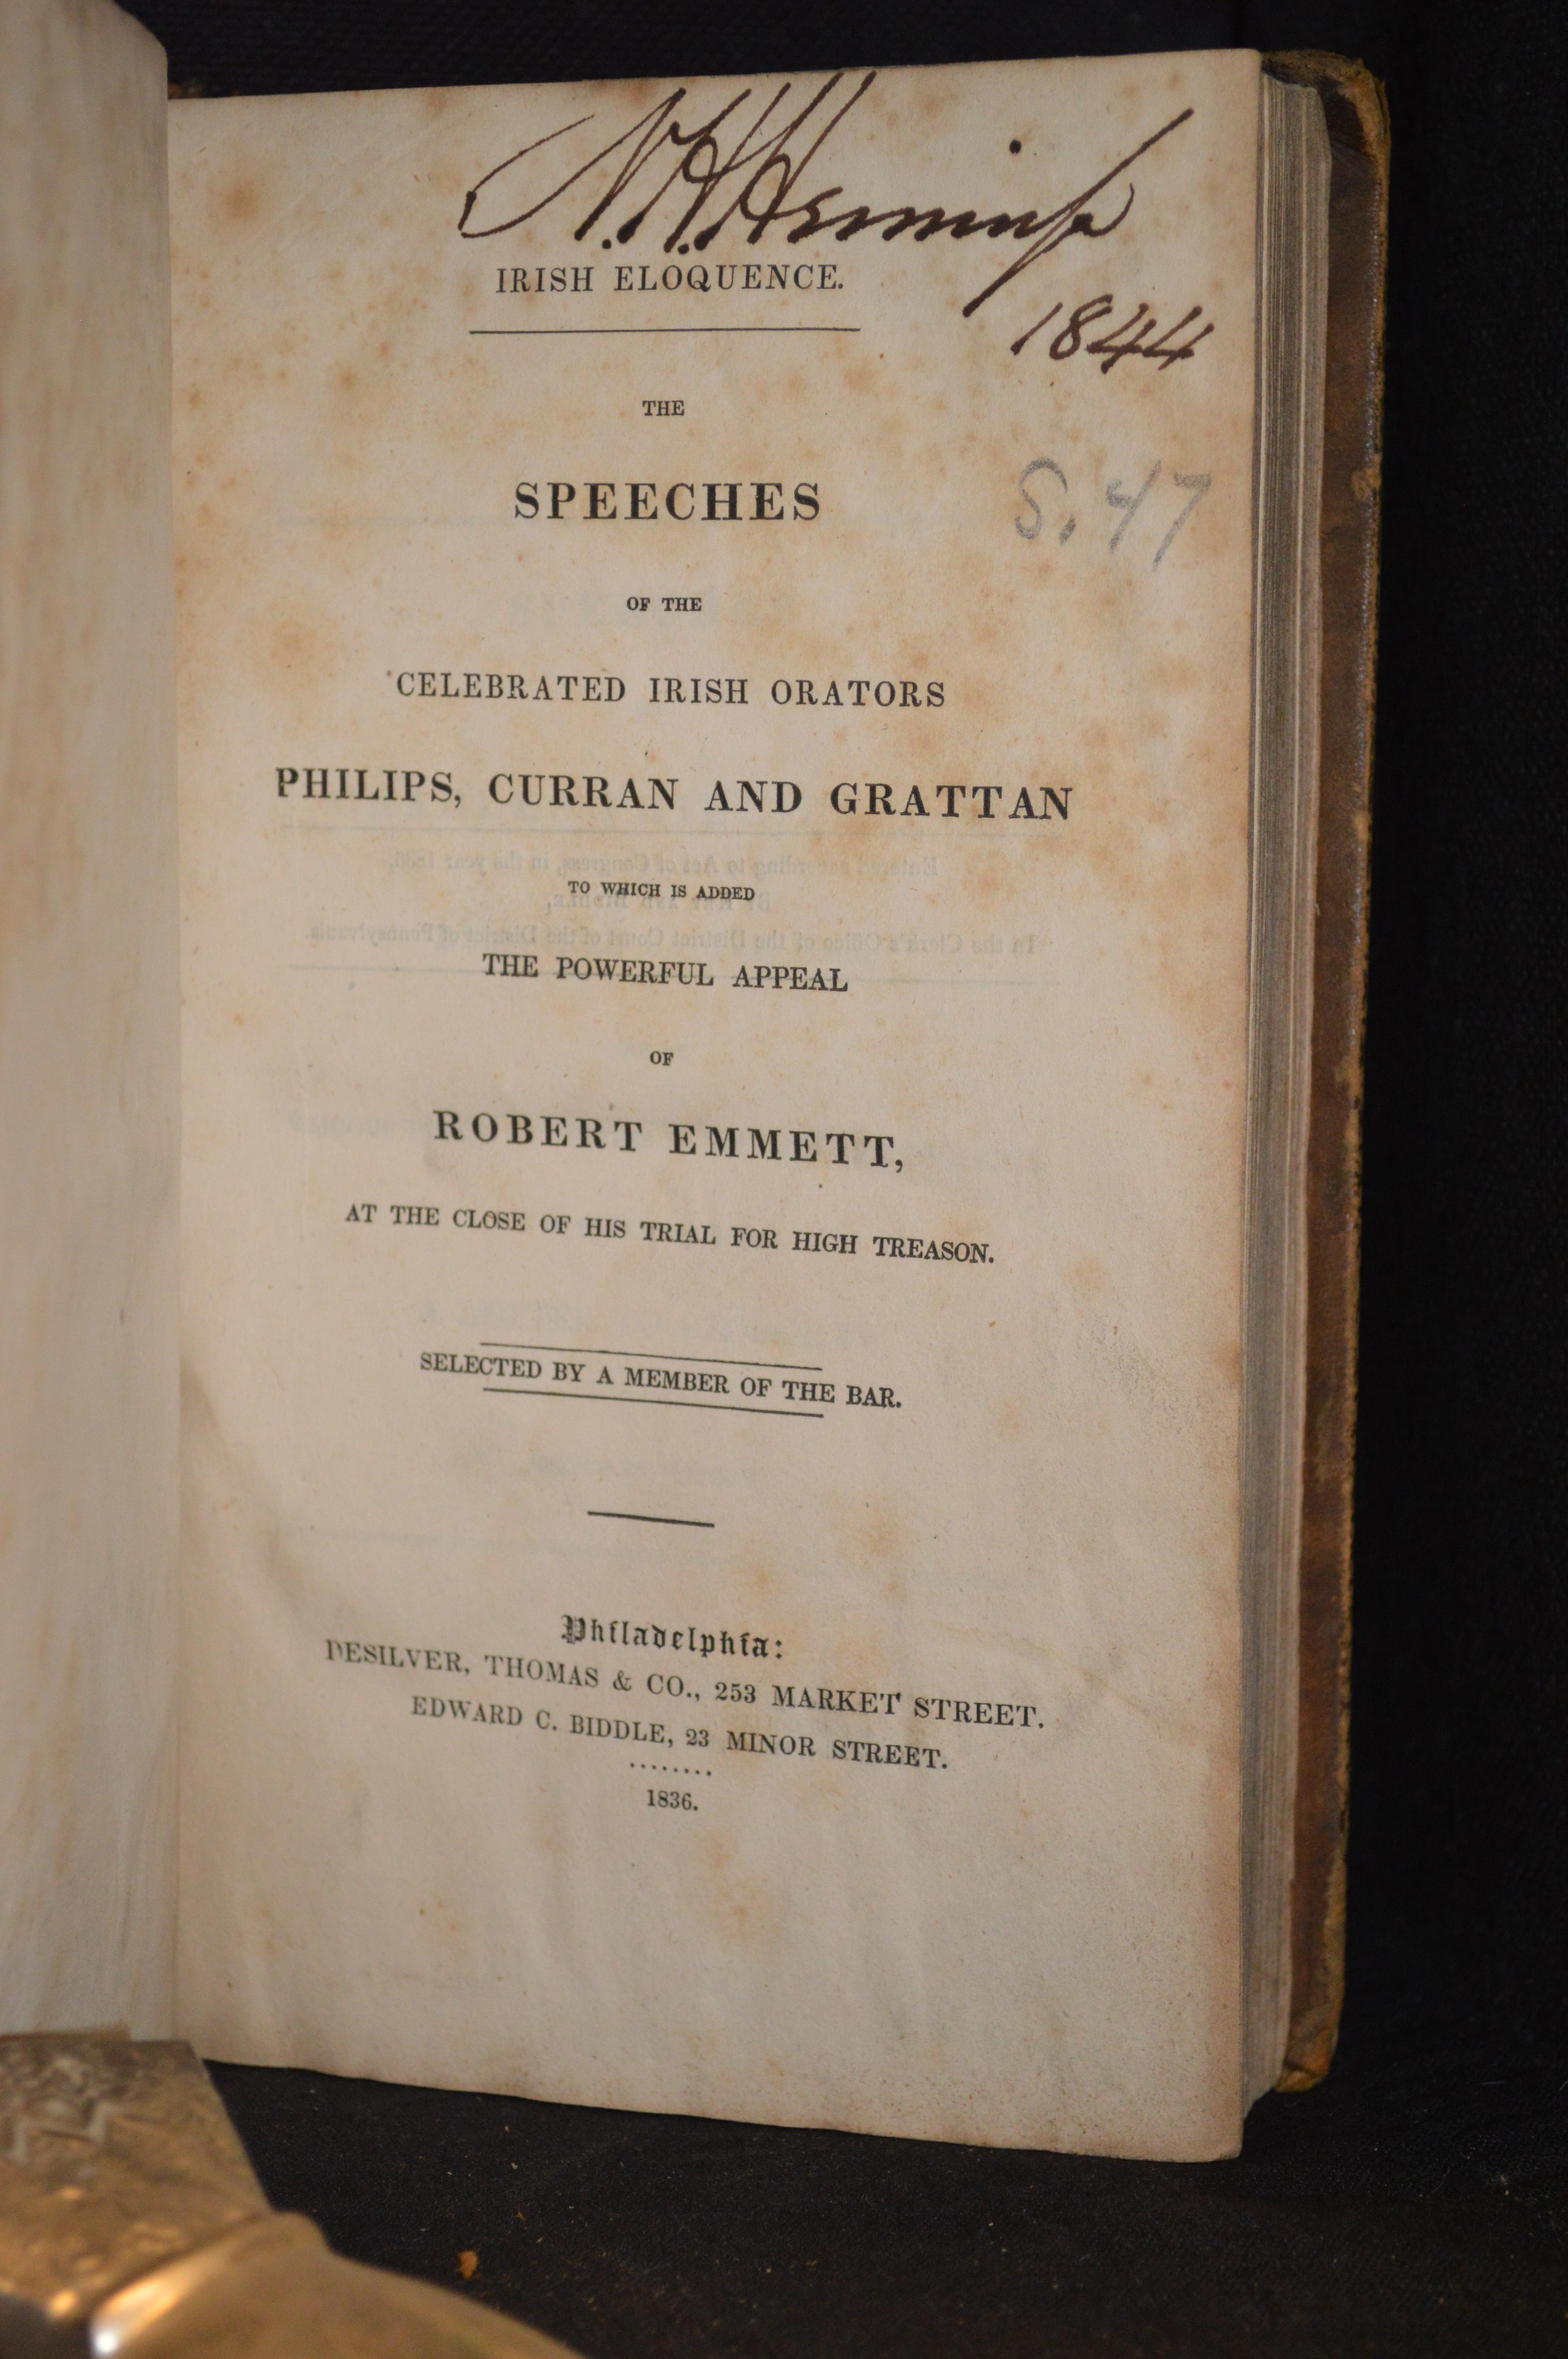 1844
IRISH ELOQUENCE.
THE
SPEECHES
S. 47
OF THE
CELEBRATED IRISH ORATORS
PHILIPS, CURRAN AND GRATTAN
TO WHICH IS ADDED
THE POWERFUL APPEAL
OF
ROBERT EMMETT,
AT THE CLOSE OF HIS TRIAL FOR HIGH TREASON.
SELECTED BY A MEMBER OF THE BAR.
Philadelphia:
DESILVER, THOMAS & CO., 253 MARKET STREET.
EDWARD C. BIDDLE, 23 MINOR STREET.
........
1836.